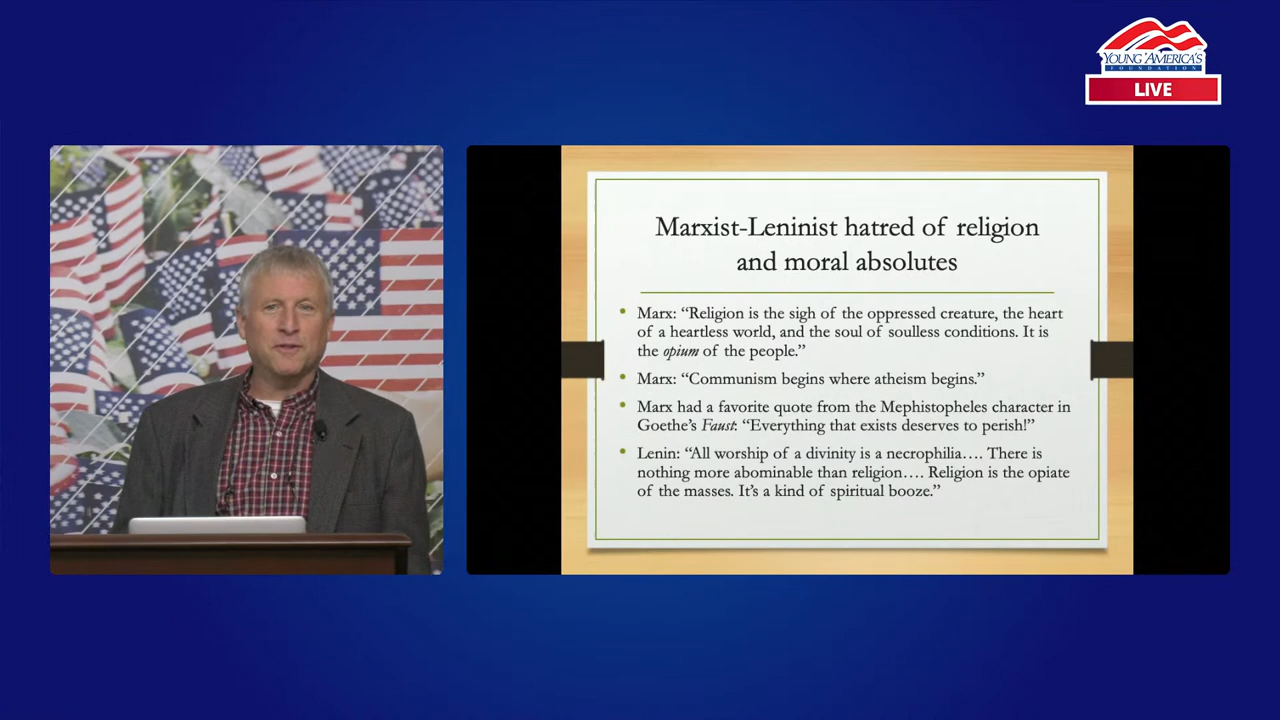 YOUNG AMERICA'S
FOUNDATION
LIVE
Marxist-Leninist hatred of religion
and moral absolutes
• Marx: “Religion is the sigh of the oppressed creature, the heart
of a heartless world, and the soul of soulless conditions. It is
the opium of the people.”
• Marx: “Communism begins where atheism begins.”
• Marx had a favorite quote from the Mephistopheles character in
Goethe’s Faust: “Everything that exists deserves to perish!”
• Lenin: “All worship of a divinity is a necrophilia…. There is
nothing more abominable than religion…. Religion is the opiate
of the masses. It’s a kind of spiritual booze.”